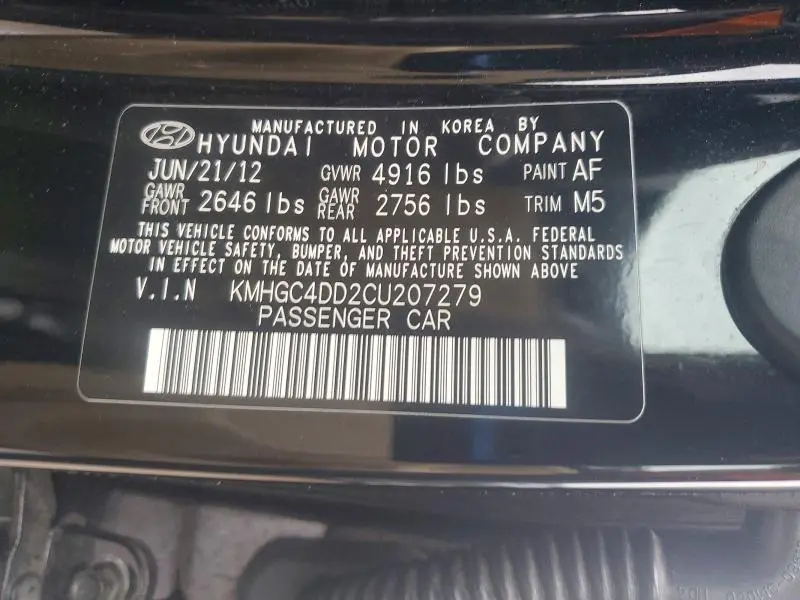 MANUFACTURED IN KOREA BY
HYUNDAI MOTOR COMPANY
JUN/21/12 GVWR 4916 lbs PAINT AF
GAWR FRONT 2646 lbs GAWR REAR 2756 lbs TRIM M5
THIS VEHICLE CONFORMS TO ALL APPLICABLE U.S.A. FEDERAL
MOTOR VEHICLE SAFETY, BUMPER, AND THEFT PREVENTION STANDARDS
IN EFFECT ON THE DATE OF MANUFACTURE SHOWN ABOVE
V.I.N KMHGC4DD2CU207279
PASSENGER CAR